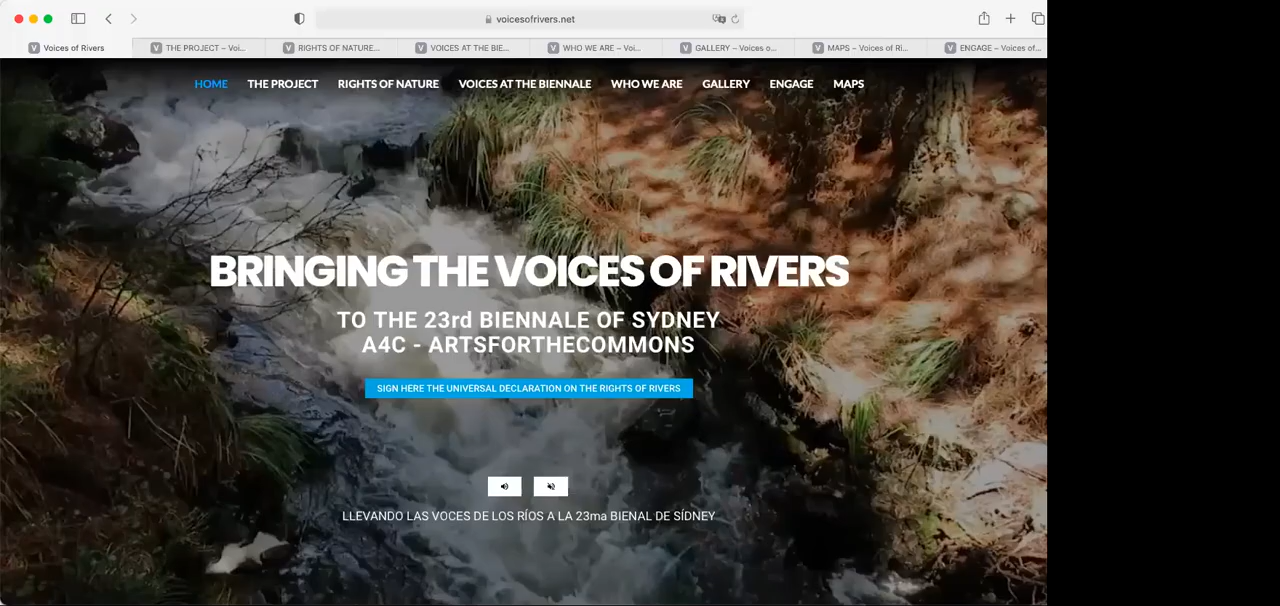 voicesofrivers.net
V Voices of Rivers
V THE PROJECT – Voi...
V RIGHTS OF NATURE...
V VOICES AT THE BIE...
V WHO WE ARE – Voi...
V GALLERY – Voices o...
V MAPS – Voices of Ri...
V ENGAGE – Voices of...
HOME THE PROJECT RIGHTS OF NATURE VOICES AT THE BIENNALE WHO WE ARE GALLERY ENGAGE MAPS
BRINGING THE VOICES OF RIVERS
TO THE 23rd BIENNALE OF SYDNEY
A4C - ARTSFORTHECOMMONS
SIGN HERE THE UNIVERSAL DECLARATION ON THE RIGHTS OF RIVERS
LLEVANDO LAS VOCES DE LOS RÍOS A LA 23ma BIENAL DE SÍDNEY